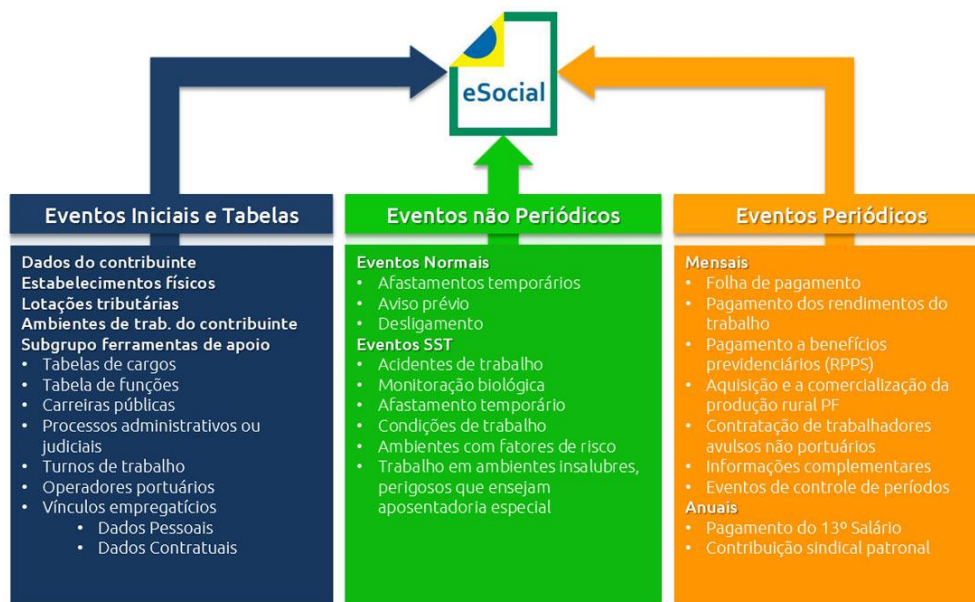 eSocial
Eventos Iniciais e Tabelas
Dados do contribuinte
Estabelecimentos físicos
Lotações tributárias
Ambientes de trab. do contribuinte
Subgrupo ferramentas de apoio
• Tabelas de cargos
• Tabela de funções
• Carreiras públicas
• Processos administrativos ou
judiciais
• Turnos de trabalho
• Operadores portuários
• Vínculos empregatícios
• Dados Pessoais
• Dados Contratuais
Eventos não Periódicos
Eventos Normais
• Afastamentos temporários
• Aviso prévio
• Desligamento
Eventos SST
• Acidentes de trabalho
• Monitoração biológica
• Afastamento temporário
• Condições de trabalho
• Ambientes com fatores de risco
• Trabalho em ambientes insalubres,
perigosos que ensejam
aposentadoria especial
Eventos Periódicos
Mensais
• Folha de pagamento
• Pagamento dos rendimentos do
trabalho
• Pagamento a benefícios
previdenciários (RPPS)
• Aquisição e a comercialização da
produção rural PF
• Contratação de trabalhadores
avulsos não portuários
• Informações complementares
• Eventos de controle de períodos
Anuais
• Pagamento do 13º Salário
• Contribuição sindical patronal